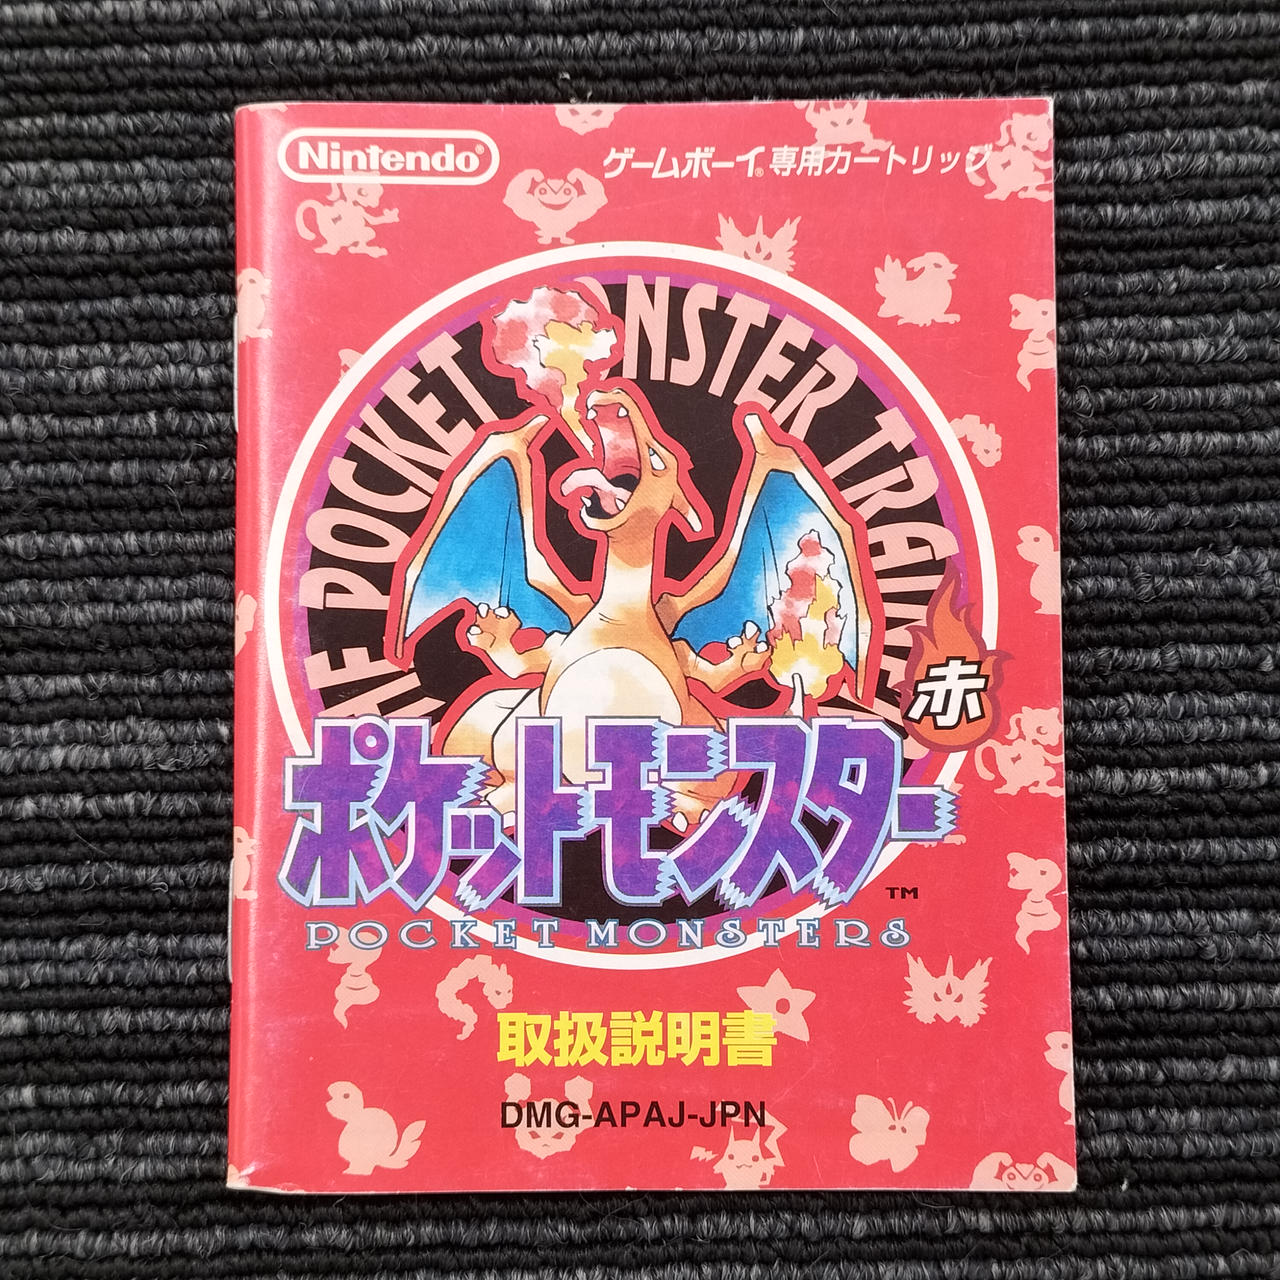 Nintendo®
ゲームボーイ®専用カートリッジ
THE POCKET MONSTER TRAINER
赤
ポケットモンスター
TM
POCKET MONSTERS
取扱説明書
DMG-APAJ-JPN